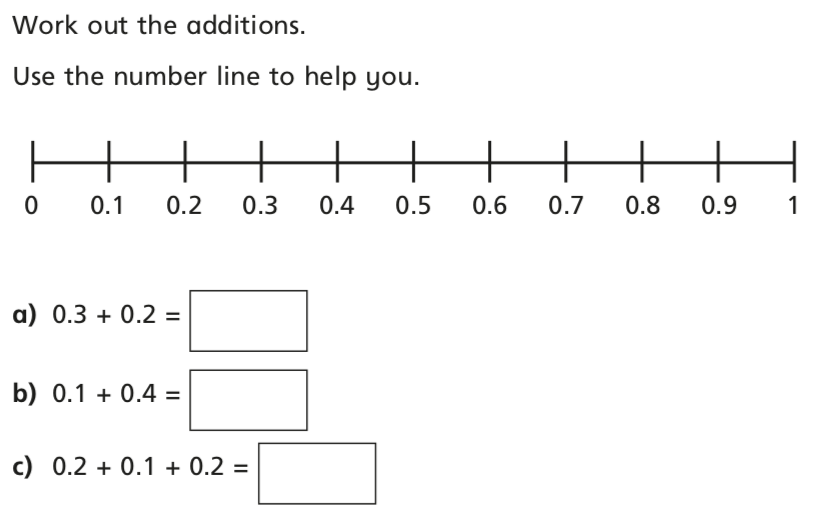 Work out the additions.
Use the number line to help you.
0 0.1 0.2 0.3 0.4 0.5 0.6 0.7 0.8 0.9 1
a) 0.3 + 0.2 =
b) 0.1 + 0.4 =
c) 0.2 + 0.1 + 0.2 =